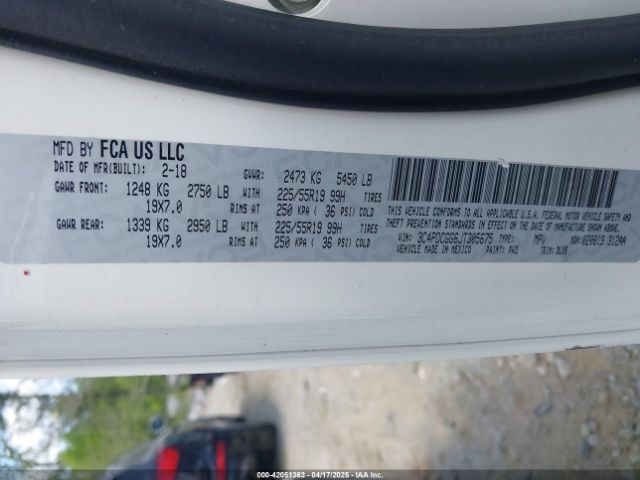 MFD BY FCA US LLC
DATE OF MFR(BUILT): 2-18 GVWR: 2473 KG 5450 LB
GAWR FRONT: 1248 KG 2750 LB WITH 225/55R19 99H TIRES
19X7.0 RIMS AT 250 KPA ( 36 PSI) COLD
GAWR REAR: 1339 KG 2950 LB WITH 225/55R19 99H TIRES
19X7.0 RIMS AT 250 KPA ( 36 PSI) COLD
THIS VEHICLE CONFORMS TO ALL APPLICABLE U.S.A. FEDERAL MOTOR VEHICLE SAFETY, BUMPER AND
THEFT PREVENTION STANDARDS IN EFFECT ON THE DATE OF MANUFACTURE SHOWN ABOVE.
VIN: 3C4PDCGG6JT305675 TYPE: MPV MDH: 020819 312AA
VEHICLE MADE IN MEXICO PAINT: PW3 TRIM:
000-42051363 - 04/17/2025 - IAA Inc.